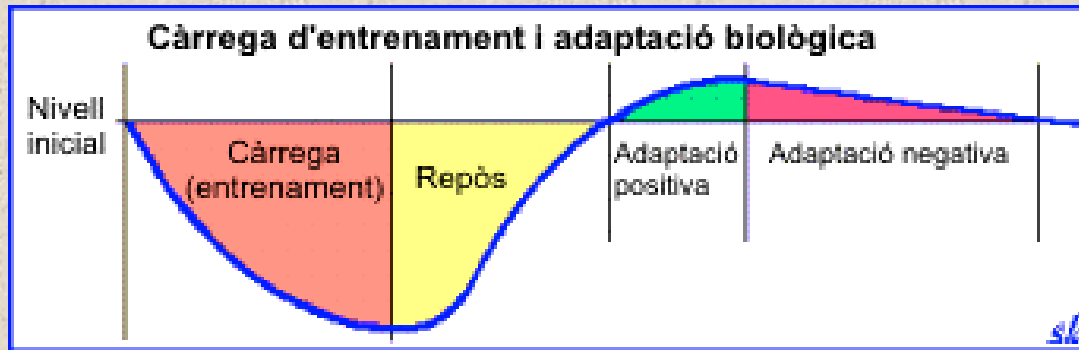 Càrrega d'entrenament i adaptació biològica
Nivell
inicial
Càrrega
(entrenament)
Repòs
Adaptació
positiva
Adaptació negativa